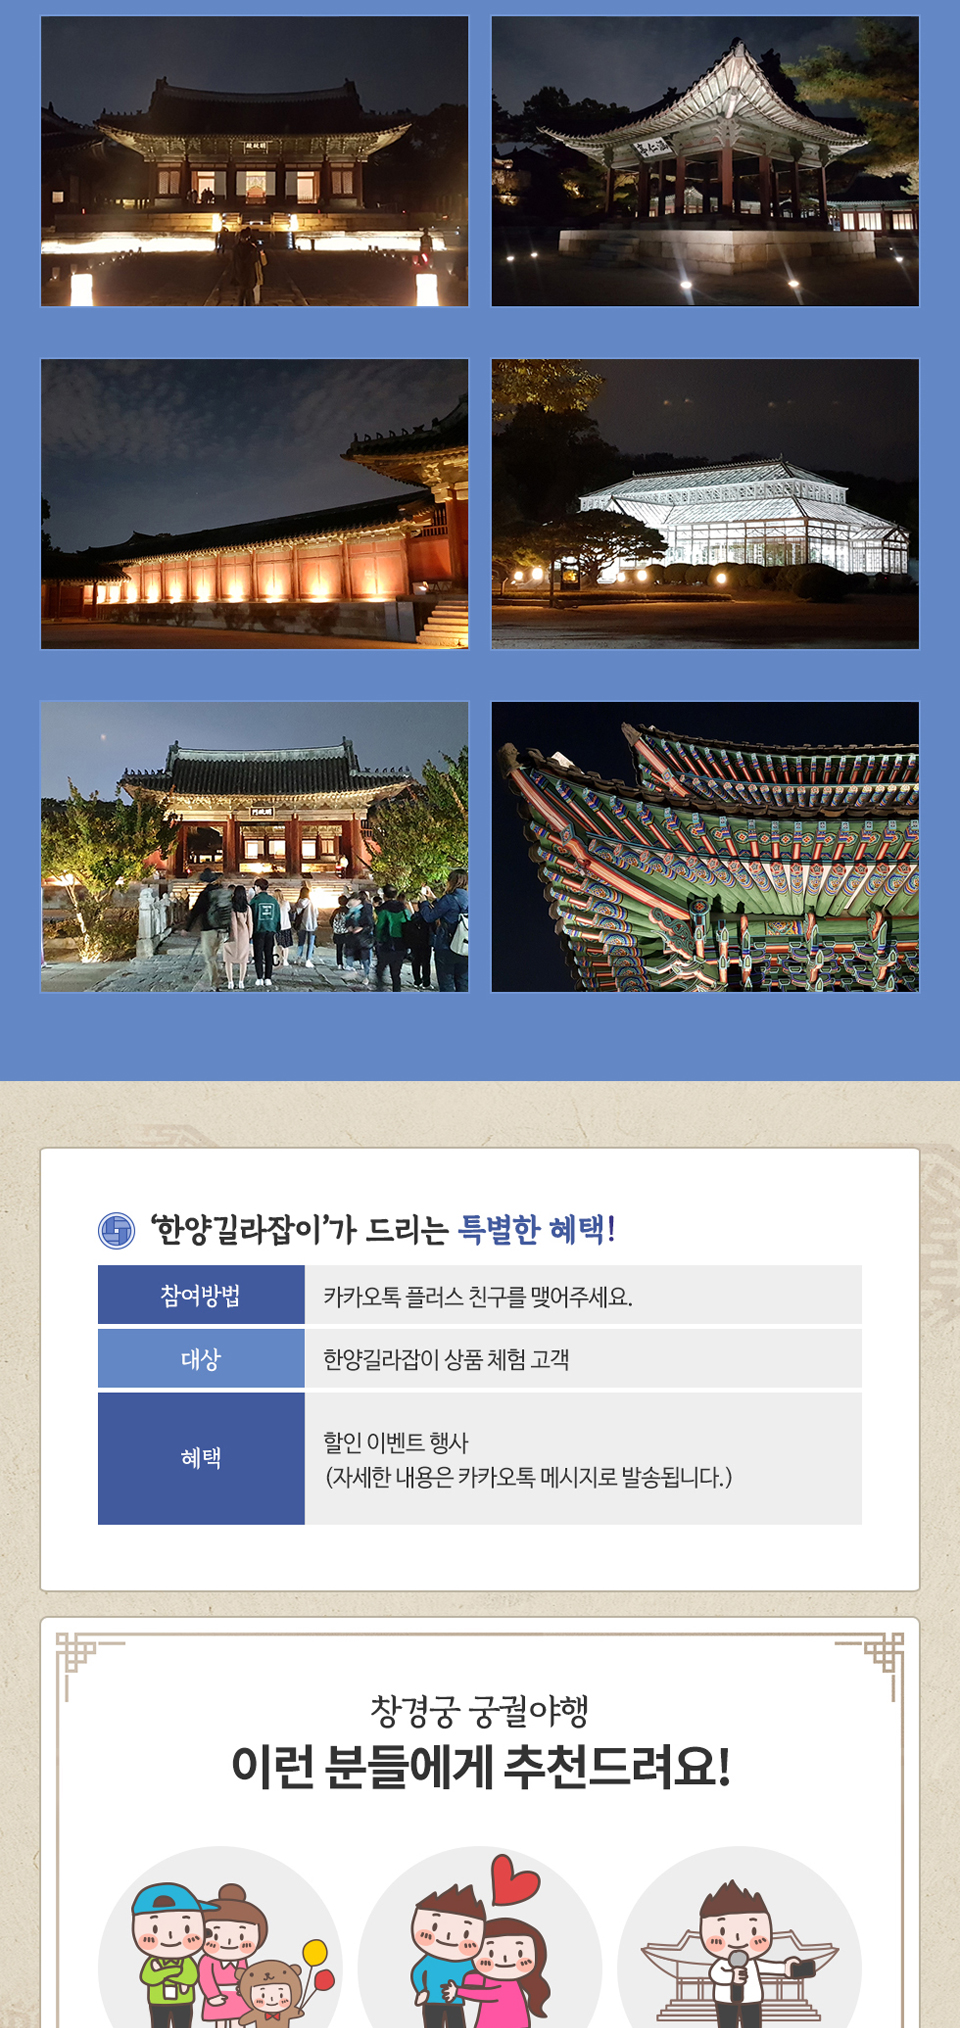 ‘한양길라잡이’가 드리는 특별한 혜택!
참여방법
카카오톡 플러스 친구를 맺어주세요.
대상
한양길라잡이 상품 체험 고객
혜택
할인 이벤트 행사
(자세한 내용은 카카오톡 메시지로 발송됩니다.)
창경궁 궁궐야행
이런 분들에게 추천드려요!